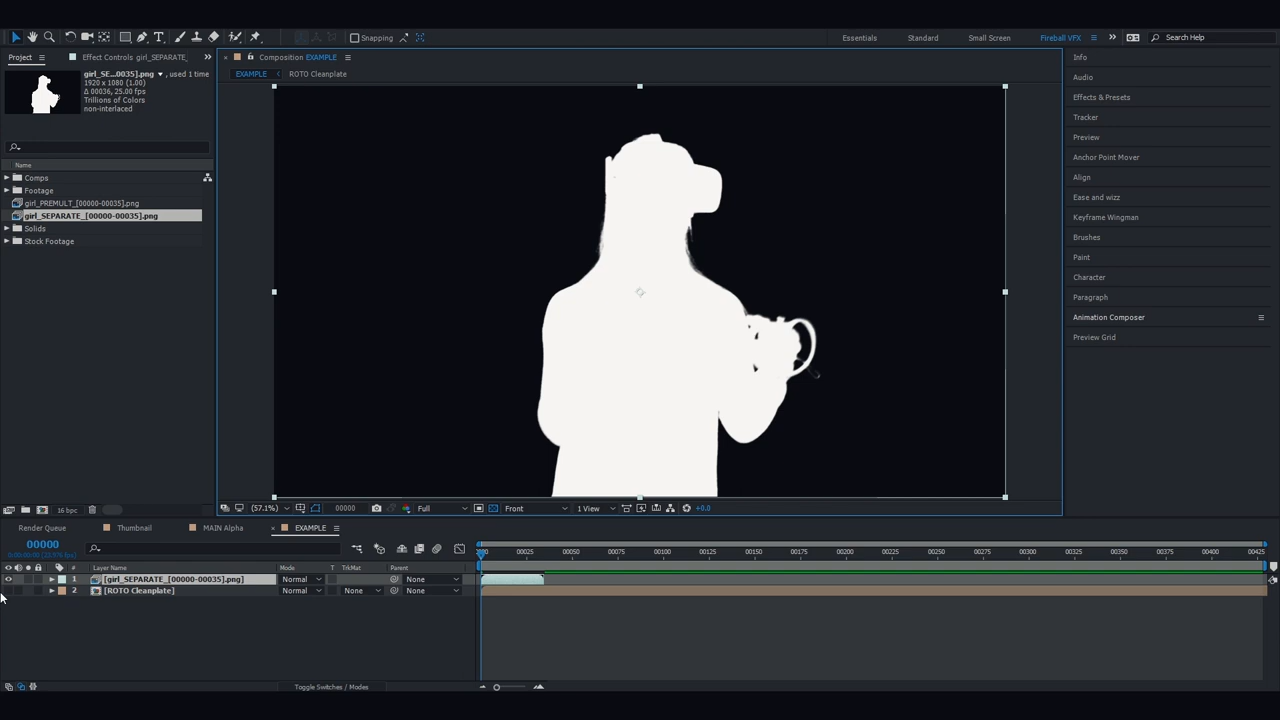 Snapping
Essentials
Standard
Small Screen
Fireball VFX
Search Help
Project
Effect Controls girl_SEPARATE_
Composition EXAMPLE
EXAMPLE
ROTO Cleanplate
girl_SE...0035].png
, used 1 time
1920 x 1080 (1.00)
Δ 00036, 25.00 fps
Trillions of Colors
non-interlaced
Name
Comps
Footage
girl_PREMULT_[00000-00035].png
girl_SEPARATE_[00000-00035].png
Solids
Stock Footage
Info
Audio
Effects & Presets
Tracker
Preview
Anchor Point Mover
Align
Ease and wizz
Keyframe Wingman
Brushes
Paint
Character
Paragraph
Animation Composer
Preview Grid
16 bpc
(57.1%)
00000
Full
Front
1 View
+0.0
Render Queue
Thumbnail
MAIN Alpha
EXAMPLE
00000
# Layer Name Mode T TrkMat Parent
1 [girl_SEPARATE_[00000-00035].png] Normal None
2 [ROTO Cleanplate] Normal None None
00025 00050 00075 00100 00125 00150 00175 00200 00225 00250 00275 00300 00325 00350 00375 00400 00425
Toggle Switches / Modes